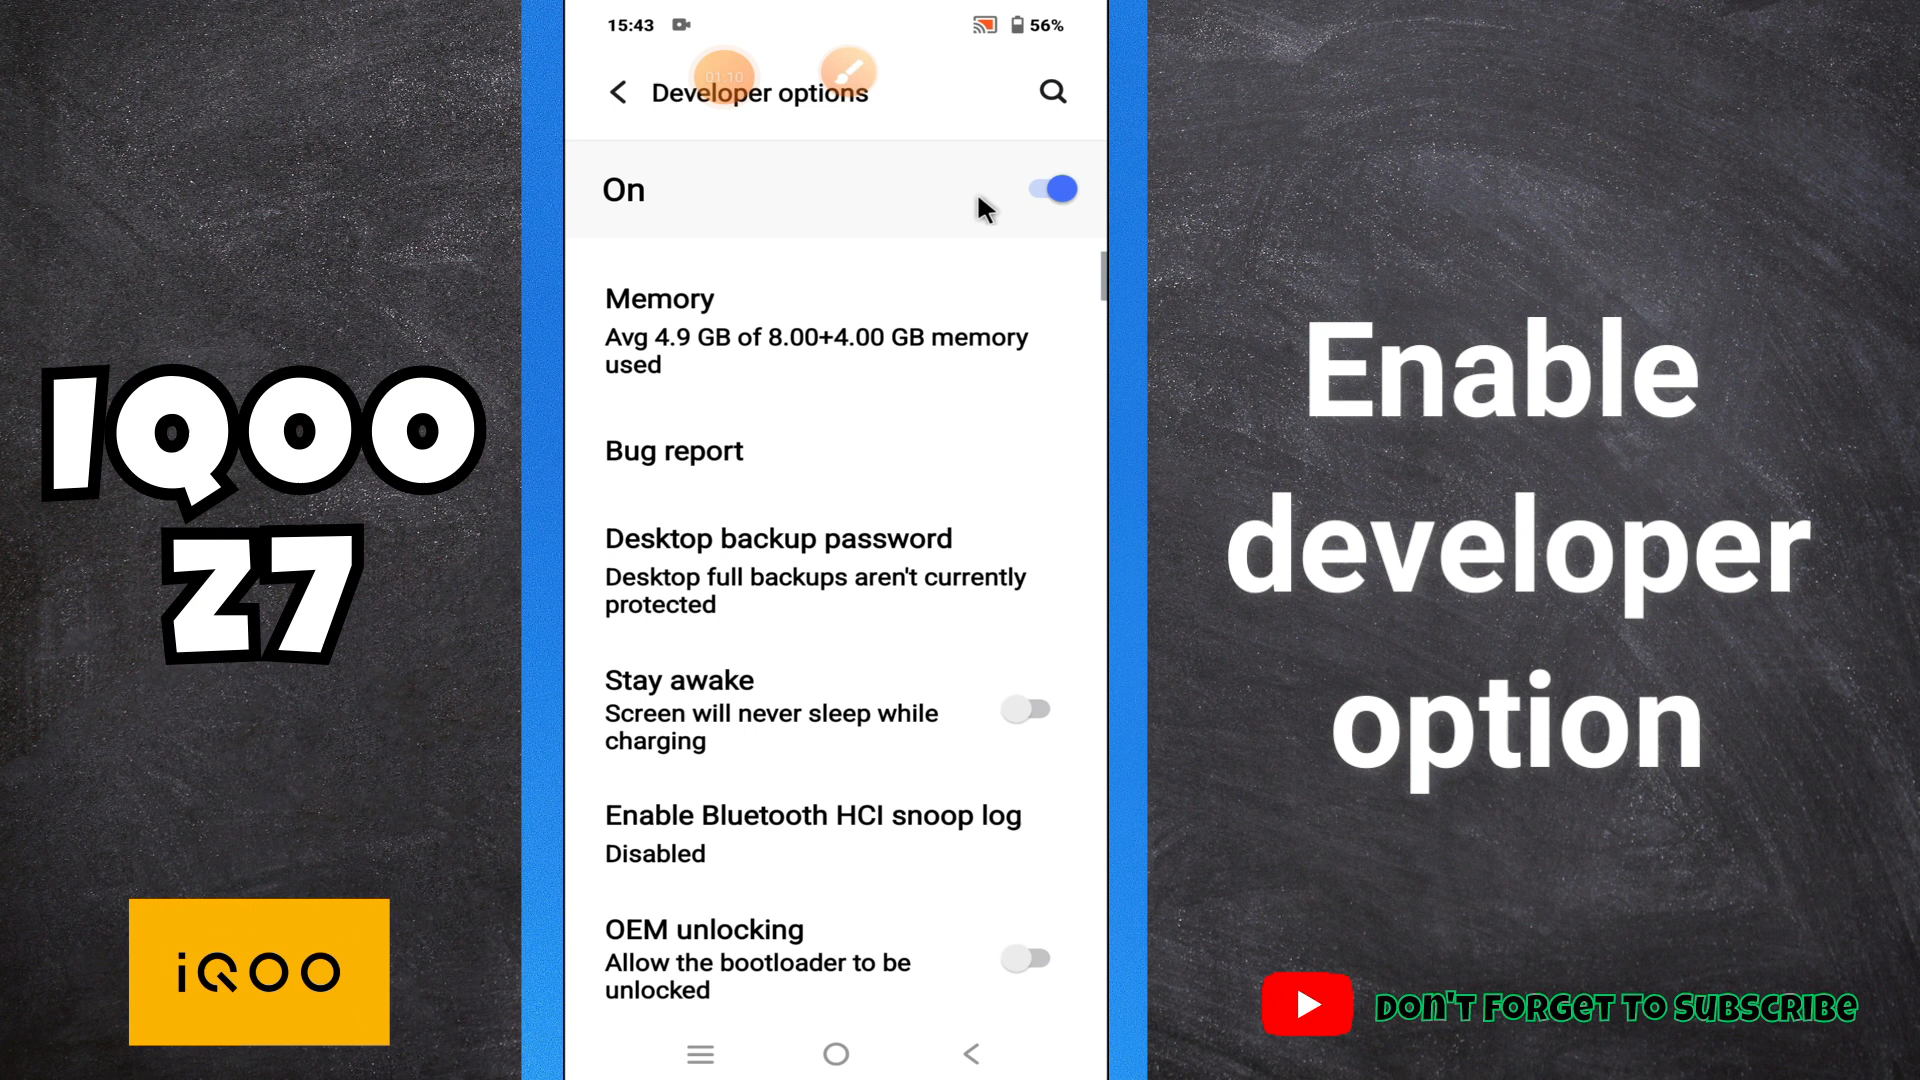 15:43
56%
01:10
Developer options
On
Memory
Avg 4.9 GB of 8.00+4.00 GB memory
used
Bug report
Desktop backup password
Desktop full backups aren't currently
protected
Stay awake
Screen will never sleep while
charging
Enable Bluetooth HCI snoop log
Disabled
OEM unlocking
Allow the bootloader to be
unlocked
IQOO
Z7
iQOO
Enable
developer
option
DON'T FORGET TO SUBSCRIBE